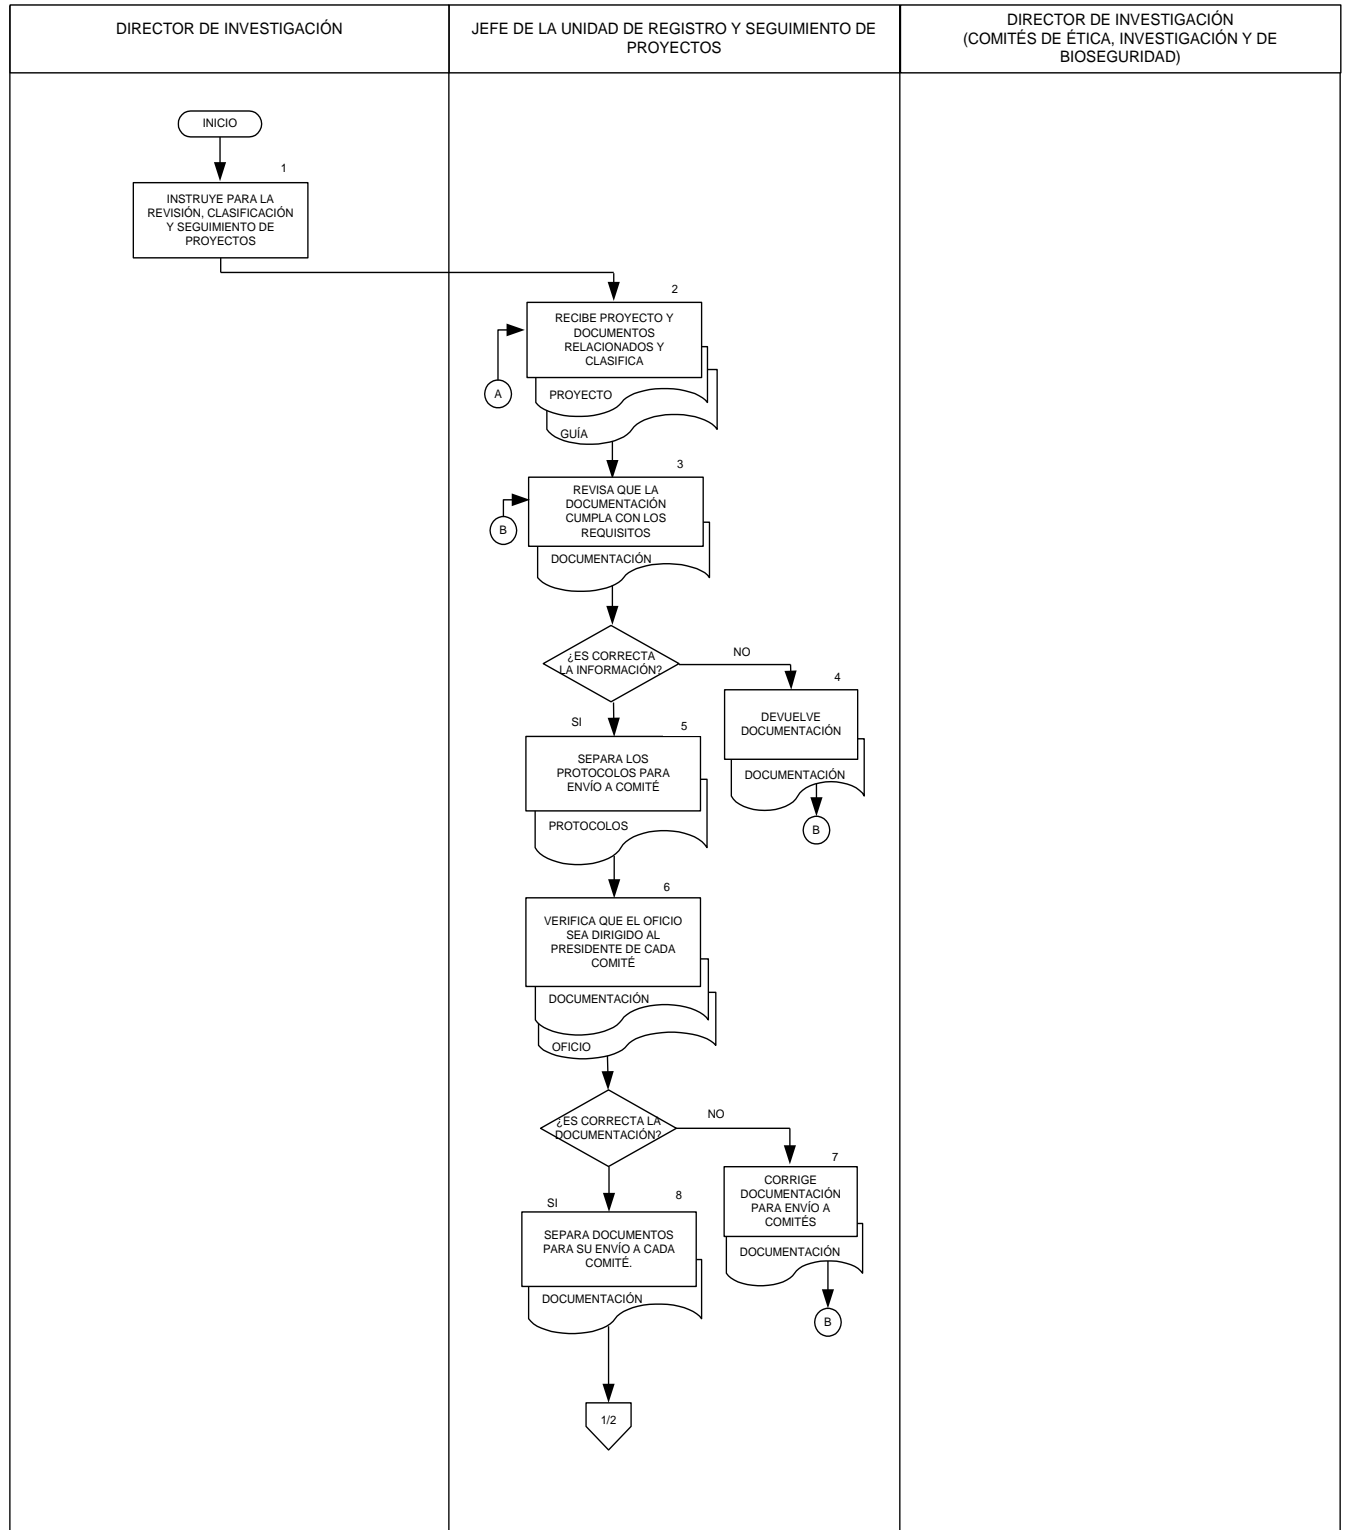 DIRECTOR DE INVESTIGACIÓN
JEFE DE LA UNIDAD DE REGISTRO Y SEGUIMIENTO DE
PROYECTOS
DIRECTOR DE INVESTIGACIÓN
(COMITÉS DE ÉTICA, INVESTIGACIÓN Y DE
BIOSEGURIDAD)
INICIO
1
INSTRUYE PARA LA
REVISIÓN, CLASIFICACIÓN
Y SEGUIMIENTO DE
PROYECTOS
2
RECIBE PROYECTO Y
DOCUMENTOS
RELACIONADOS Y
CLASIFICA
A
PROYECTO
GUÍA
3
REVISA QUE LA
DOCUMENTACIÓN
CUMPLA CON LOS
REQUISITOS
B
DOCUMENTACIÓN
¿ES CORRECTA
LA INFORMACIÓN?
NO
4
DEVUELVE
DOCUMENTACIÓN
DOCUMENTACIÓN
B
SI
5
SEPARA LOS
PROTOCOLOS PARA
ENVÍO A COMITÉ
PROTOCOLOS
6
VERIFICA QUE EL OFICIO
SEA DIRIGIDO AL
PRESIDENTE DE CADA
COMITÉ
DOCUMENTACIÓN
OFICIO
¿ES CORRECTA LA
DOCUMENTACIÓN?
NO
7
CORRIGE
DOCUMENTACIÓN
PARA ENVÍO A
COMITÉS
DOCUMENTACIÓN
B
SI
8
SEPARA DOCUMENTOS
PARA SU ENVÍO A CADA
COMITÉ.
DOCUMENTACIÓN
1/2